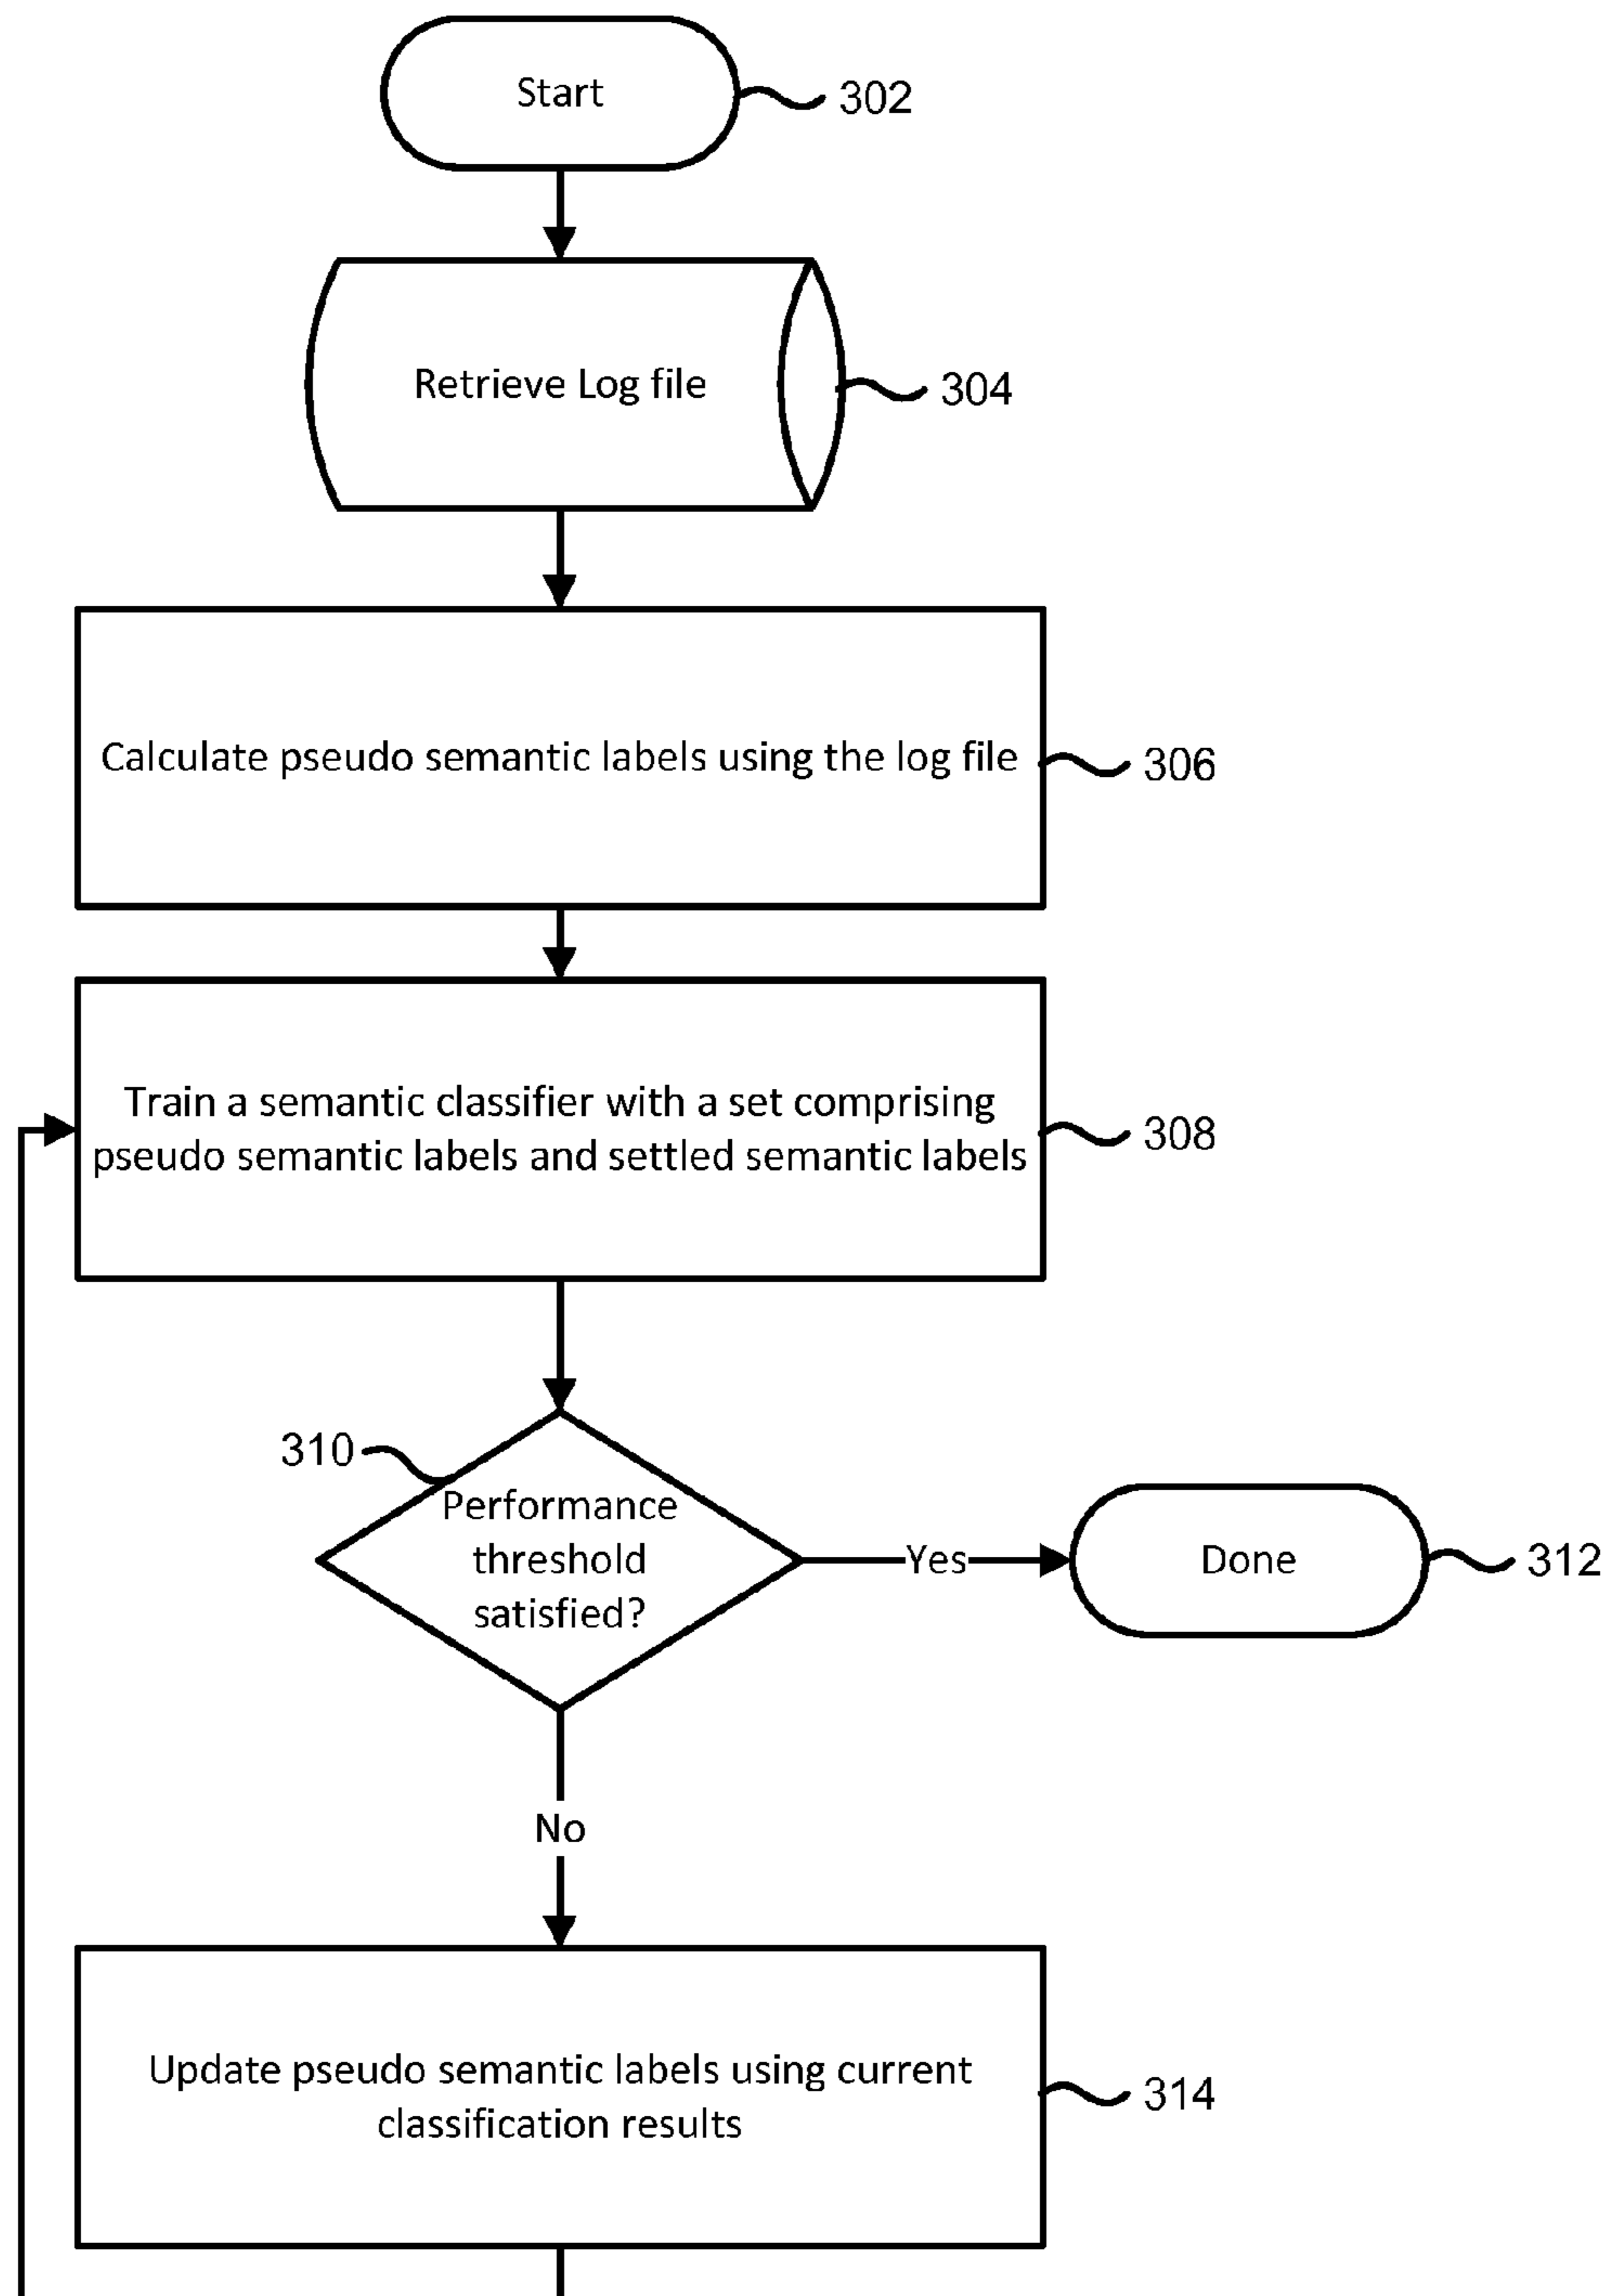 Start
302
Retrieve Log file
304
Calculate pseudo semantic labels using the log file
306
Train a semantic classifier with a set comprising
pseudo semantic labels and settled semantic labels
308
310
Performance
threshold
satisfied?
Yes
Done
312
No
Update pseudo semantic labels using current
classification results
314